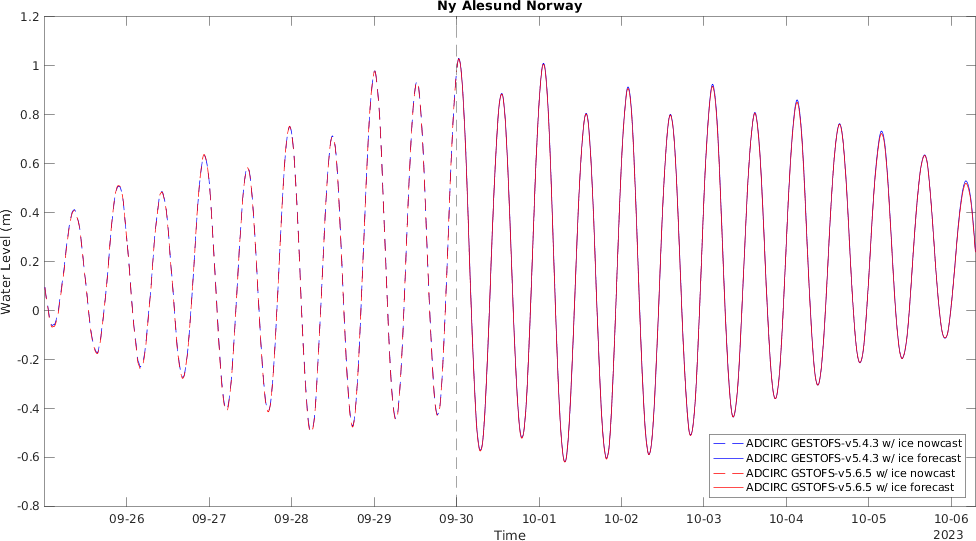 Ny Alesund Norway
1.2
1
0.8
0.6
0.4
0.2
0
-0.2
-0.4
-0.6
-0.8
Water Level (m)
ADCIRC GESTOFS-v5.4.3 w/ ice nowcast
ADCIRC GESTOFS-v5.4.3 w/ ice forecast
ADCIRC GSTOFS-v5.6.5 w/ ice nowcast
ADCIRC GSTOFS-v5.6.5 w/ ice forecast
09-26 09-27 09-28 09-29 09-30 10-01 10-02 10-03 10-04 10-05 10-06
Time
2023